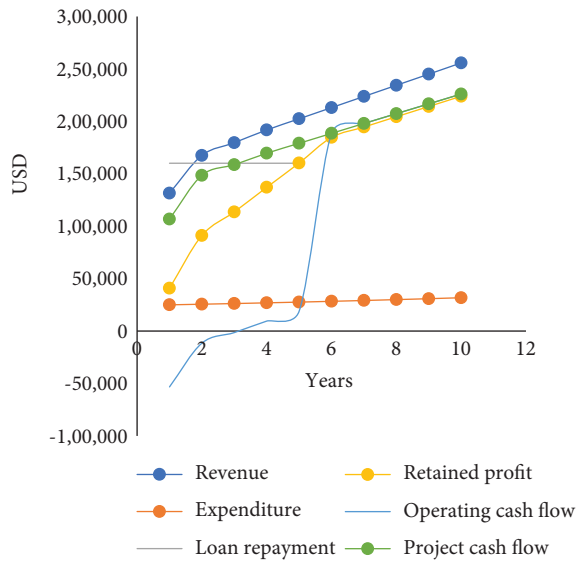 3,00,000
2,50,000
2,00,000
1,50,000
1,00,000
50,000
0
-50,000
-1,00,000
USD
0 2 4 6 8 10 12
Years
Revenue Retained profit
Expenditure Operating cash flow
Loan repayment Project cash flow